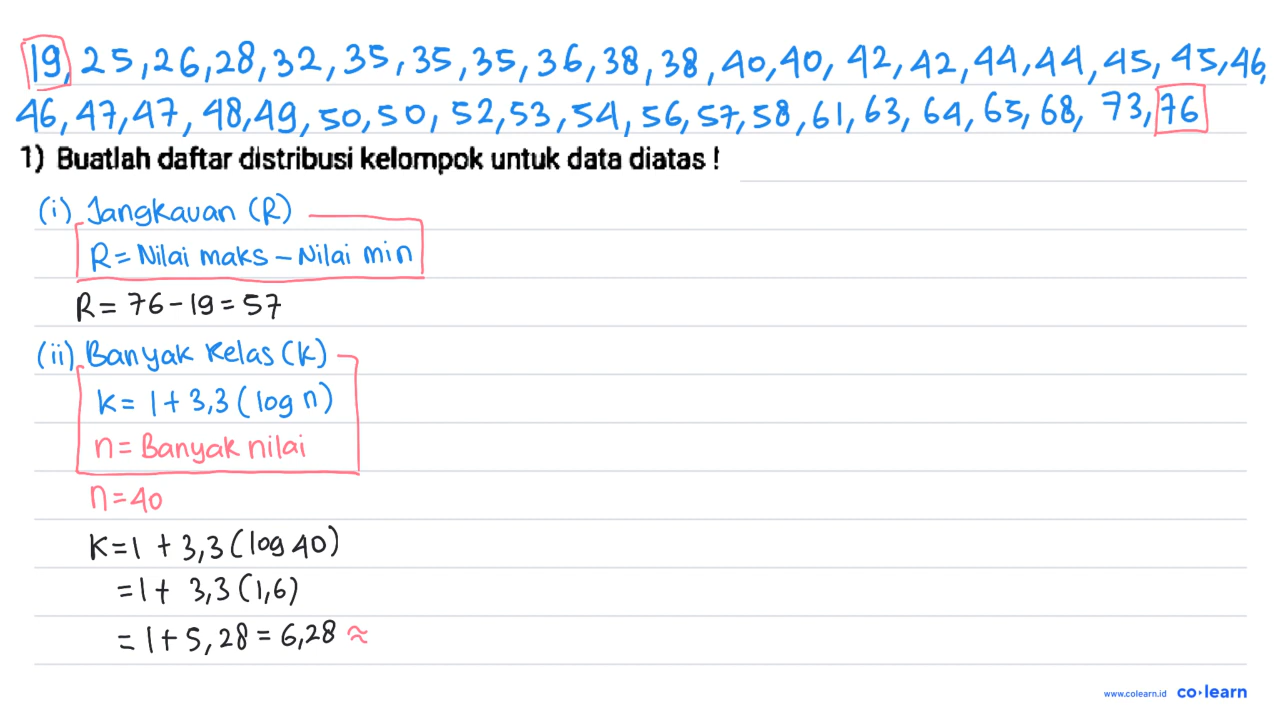 19, 25, 26, 28, 32, 35, 35, 35, 36, 38, 38, 40, 40, 42, 42, 44, 44, 45, 45, 46,
46, 47, 47, 48, 49, 50, 50, 52, 53, 54, 56, 57, 58, 61, 63, 64, 65, 68, 73, 76
1) Buatlah daftar distribusi kelompok untuk data diatas !
(i) Jangkauan (R)
R = Nilai maks - Nilai min
R = 76 - 19 = 57
(ii) Banyak Kelas (k)
k = 1 + 3,3 (log n)
n = Banyak nilai
n = 40
K = 1 + 3,3 (log 40)
= 1 + 3,3 (1,6)
= 1 + 5,28 = 6,28 ≈
www.colearn.id co·learn